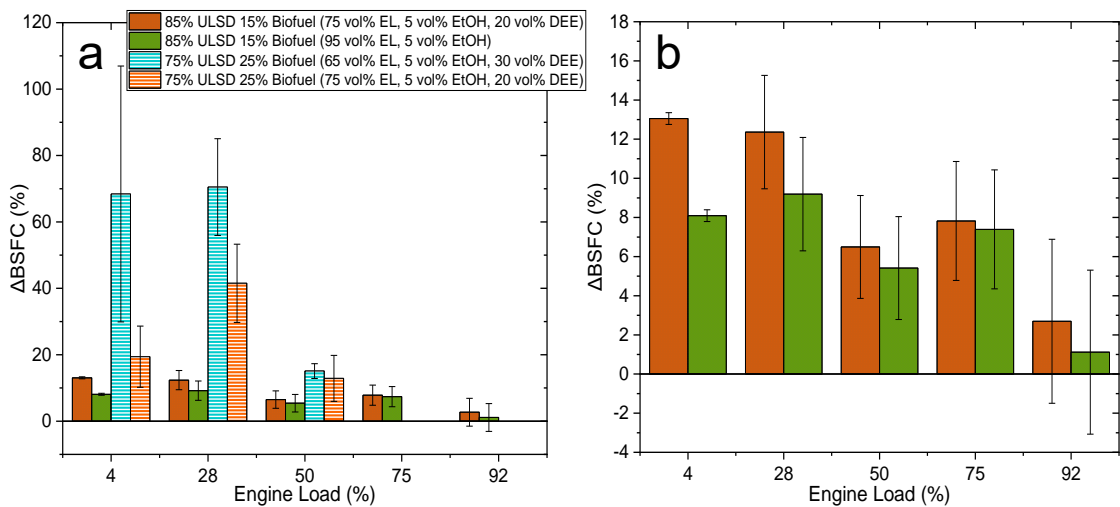 a
85% ULSD 15% Biofuel (75 vol% EL, 5 vol% EtOH, 20 vol% DEE)
85% ULSD 15% Biofuel (95 vol% EL, 5 vol% EtOH)
75% ULSD 25% Biofuel (65 vol% EL, 5 vol% EtOH, 30 vol% DEE)
75% ULSD 25% Biofuel (75 vol% EL, 5 vol% EtOH, 20 vol% DEE)
120
100
80
60
40
20
0
ΔBSFC (%)
4 28 50 75 92
Engine Load (%)
b
18
16
14
12
10
8
6
4
2
0
-2
-4
ΔBSFC (%)
4 28 50 75 92
Engine Load (%)